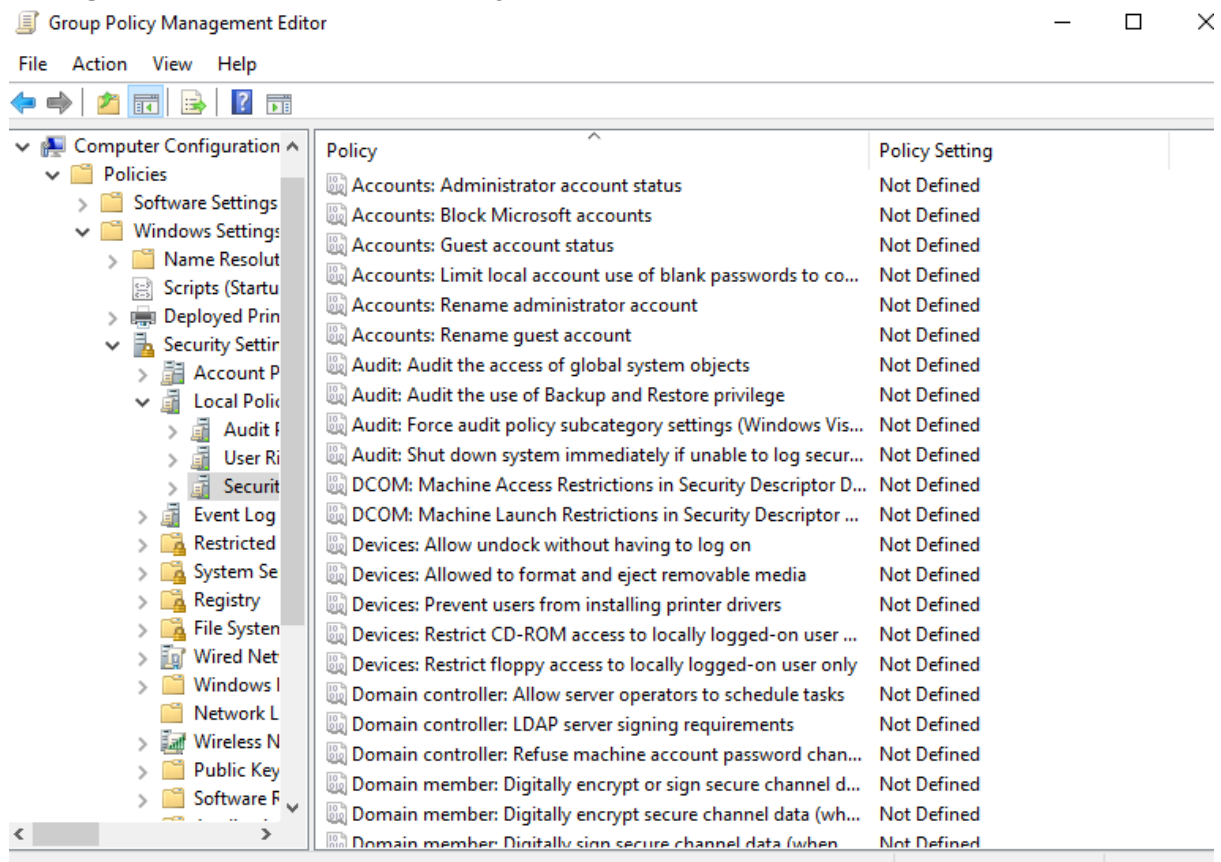 Group Policy Management Editor
File Action View Help
Computer Configuration
Policies
Software Settings
Windows Settings
Name Resolut
Scripts (Startu
Deployed Prin
Security Settin
Account P
Local Polic
Audit P
User Ri
Securit
Event Log
Restricted
System Se
Registry
File System
Wired Net
Windows
Network L
Wireless N
Public Key
Software R
Policy Policy Setting
Accounts: Administrator account status Not Defined
Accounts: Block Microsoft accounts Not Defined
Accounts: Guest account status Not Defined
Accounts: Limit local account use of blank passwords to co... Not Defined
Accounts: Rename administrator account Not Defined
Accounts: Rename guest account Not Defined
Audit: Audit the access of global system objects Not Defined
Audit: Audit the use of Backup and Restore privilege Not Defined
Audit: Force audit policy subcategory settings (Windows Vis... Not Defined
Audit: Shut down system immediately if unable to log secur... Not Defined
DCOM: Machine Access Restrictions in Security Descriptor D... Not Defined
DCOM: Machine Launch Restrictions in Security Descriptor ... Not Defined
Devices: Allow undock without having to log on Not Defined
Devices: Allowed to format and eject removable media Not Defined
Devices: Prevent users from installing printer drivers Not Defined
Devices: Restrict CD-ROM access to locally logged-on user ... Not Defined
Devices: Restrict floppy access to locally logged-on user only Not Defined
Domain controller: Allow server operators to schedule tasks Not Defined
Domain controller: LDAP server signing requirements Not Defined
Domain controller: Refuse machine account password chan... Not Defined
Domain member: Digitally encrypt or sign secure channel d... Not Defined
Domain member: Digitally encrypt secure channel data (wh... Not Defined
Domain member: Digitally sign secure channel data (when Not Defined